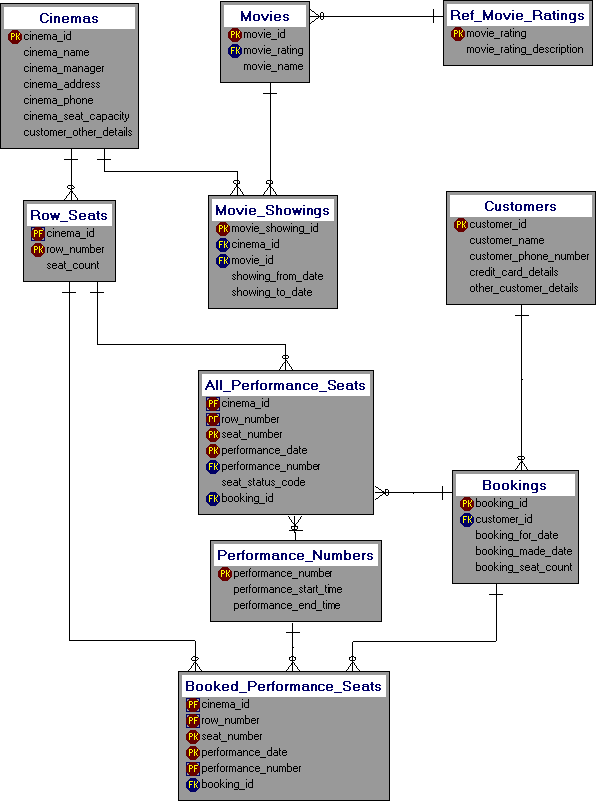 Cinemas
PK cinema_id
cinema_name
cinema_manager
cinema_address
cinema_phone
cinema_seat_capacity
customer_other_details
Movies
PK movie_id
FK movie_rating
movie_name
Ref_Movie_Ratings
PK movie_rating
movie_rating_description
Row_Seats
PF cinema_id
PK row_number
seat_count
Movie_Showings
PK movie_showing_id
FK cinema_id
FK movie_id
showing_from_date
showing_to_date
Customers
PK customer_id
customer_name
customer_phone_number
credit_card_details
other_customer_details
All_Performance_Seats
PF cinema_id
PF row_number
PK seat_number
PK performance_date
FK performance_number
seat_status_code
FK booking_id
Bookings
PK booking_id
FK customer_id
booking_for_date
booking_made_date
booking_seat_count
Performance_Numbers
PK performance_number
performance_start_time
performance_end_time
Booked_Performance_Seats
PF cinema_id
PF row_number
PK seat_number
PK performance_date
PF performance_number
FK booking_id